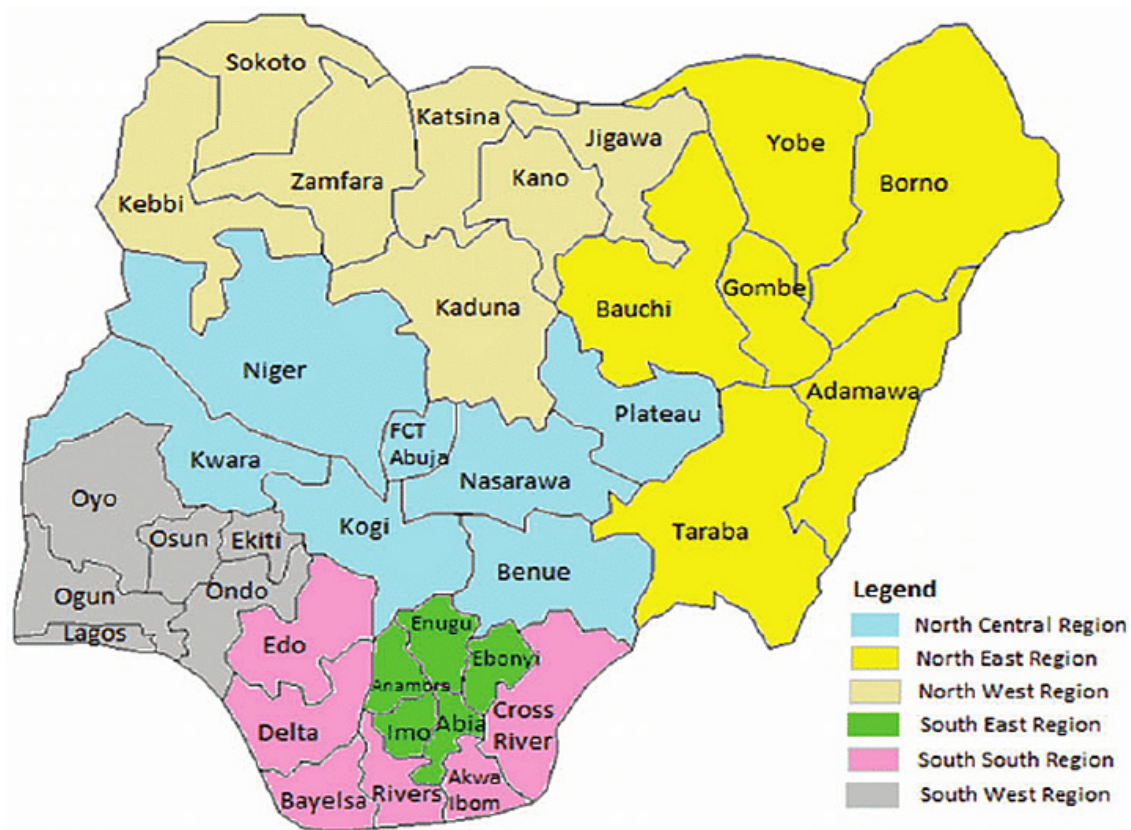 Sokoto
Katsina
Jigawa
Yobe
Zamfara
Kano
Borno
Kebbi
Kaduna
Bauchi
Gombe
Niger
Adamawa
Plateau
FCT
Abuja
Kwara
Nasarawa
Oyo
Kogi
Osun
Ekiti
Taraba
Benue
Ogun
Ondo
Lagos
Edo
Enugu
Ebonyi
Anambrs
Delta
Imo
Abia
Cross
River
Bayelsa
Rivers
Akwa
Ibom
Legend
North Central Region
North East Region
North West Region
South East Region
South South Region
South West Region